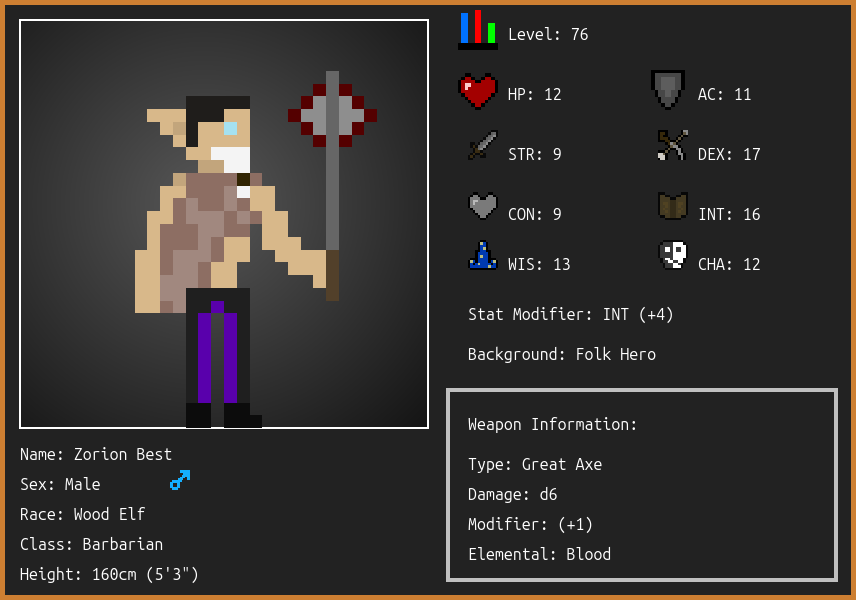 Level: 76
HP: 12
AC: 11
STR: 9
DEX: 17
CON: 9
INT: 16
WIS: 13
CHA: 12
Stat Modifier: INT (+4)
Background: Folk Hero
Weapon Information:
Type: Great Axe
Damage: d6
Modifier: (+1)
Elemental: Blood
Name: Zorion Best
Sex: Male
Race: Wood Elf
Class: Barbarian
Height: 160cm (5'3")